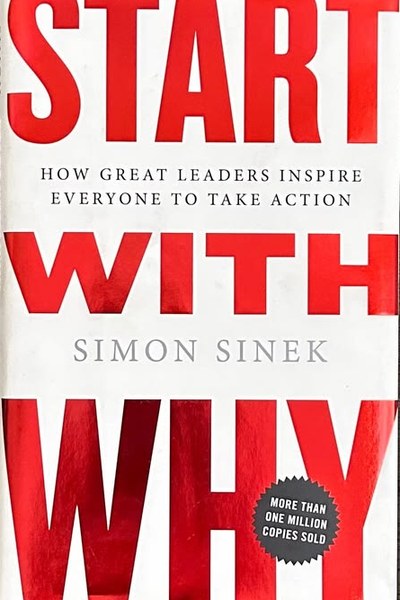 START
HOW GREAT LEADERS INSPIRE
EVERYONE TO TAKE ACTION
WITH
SIMON SINEK
WHY
MORE THAN
ONE MILLION
COPIES SOLD